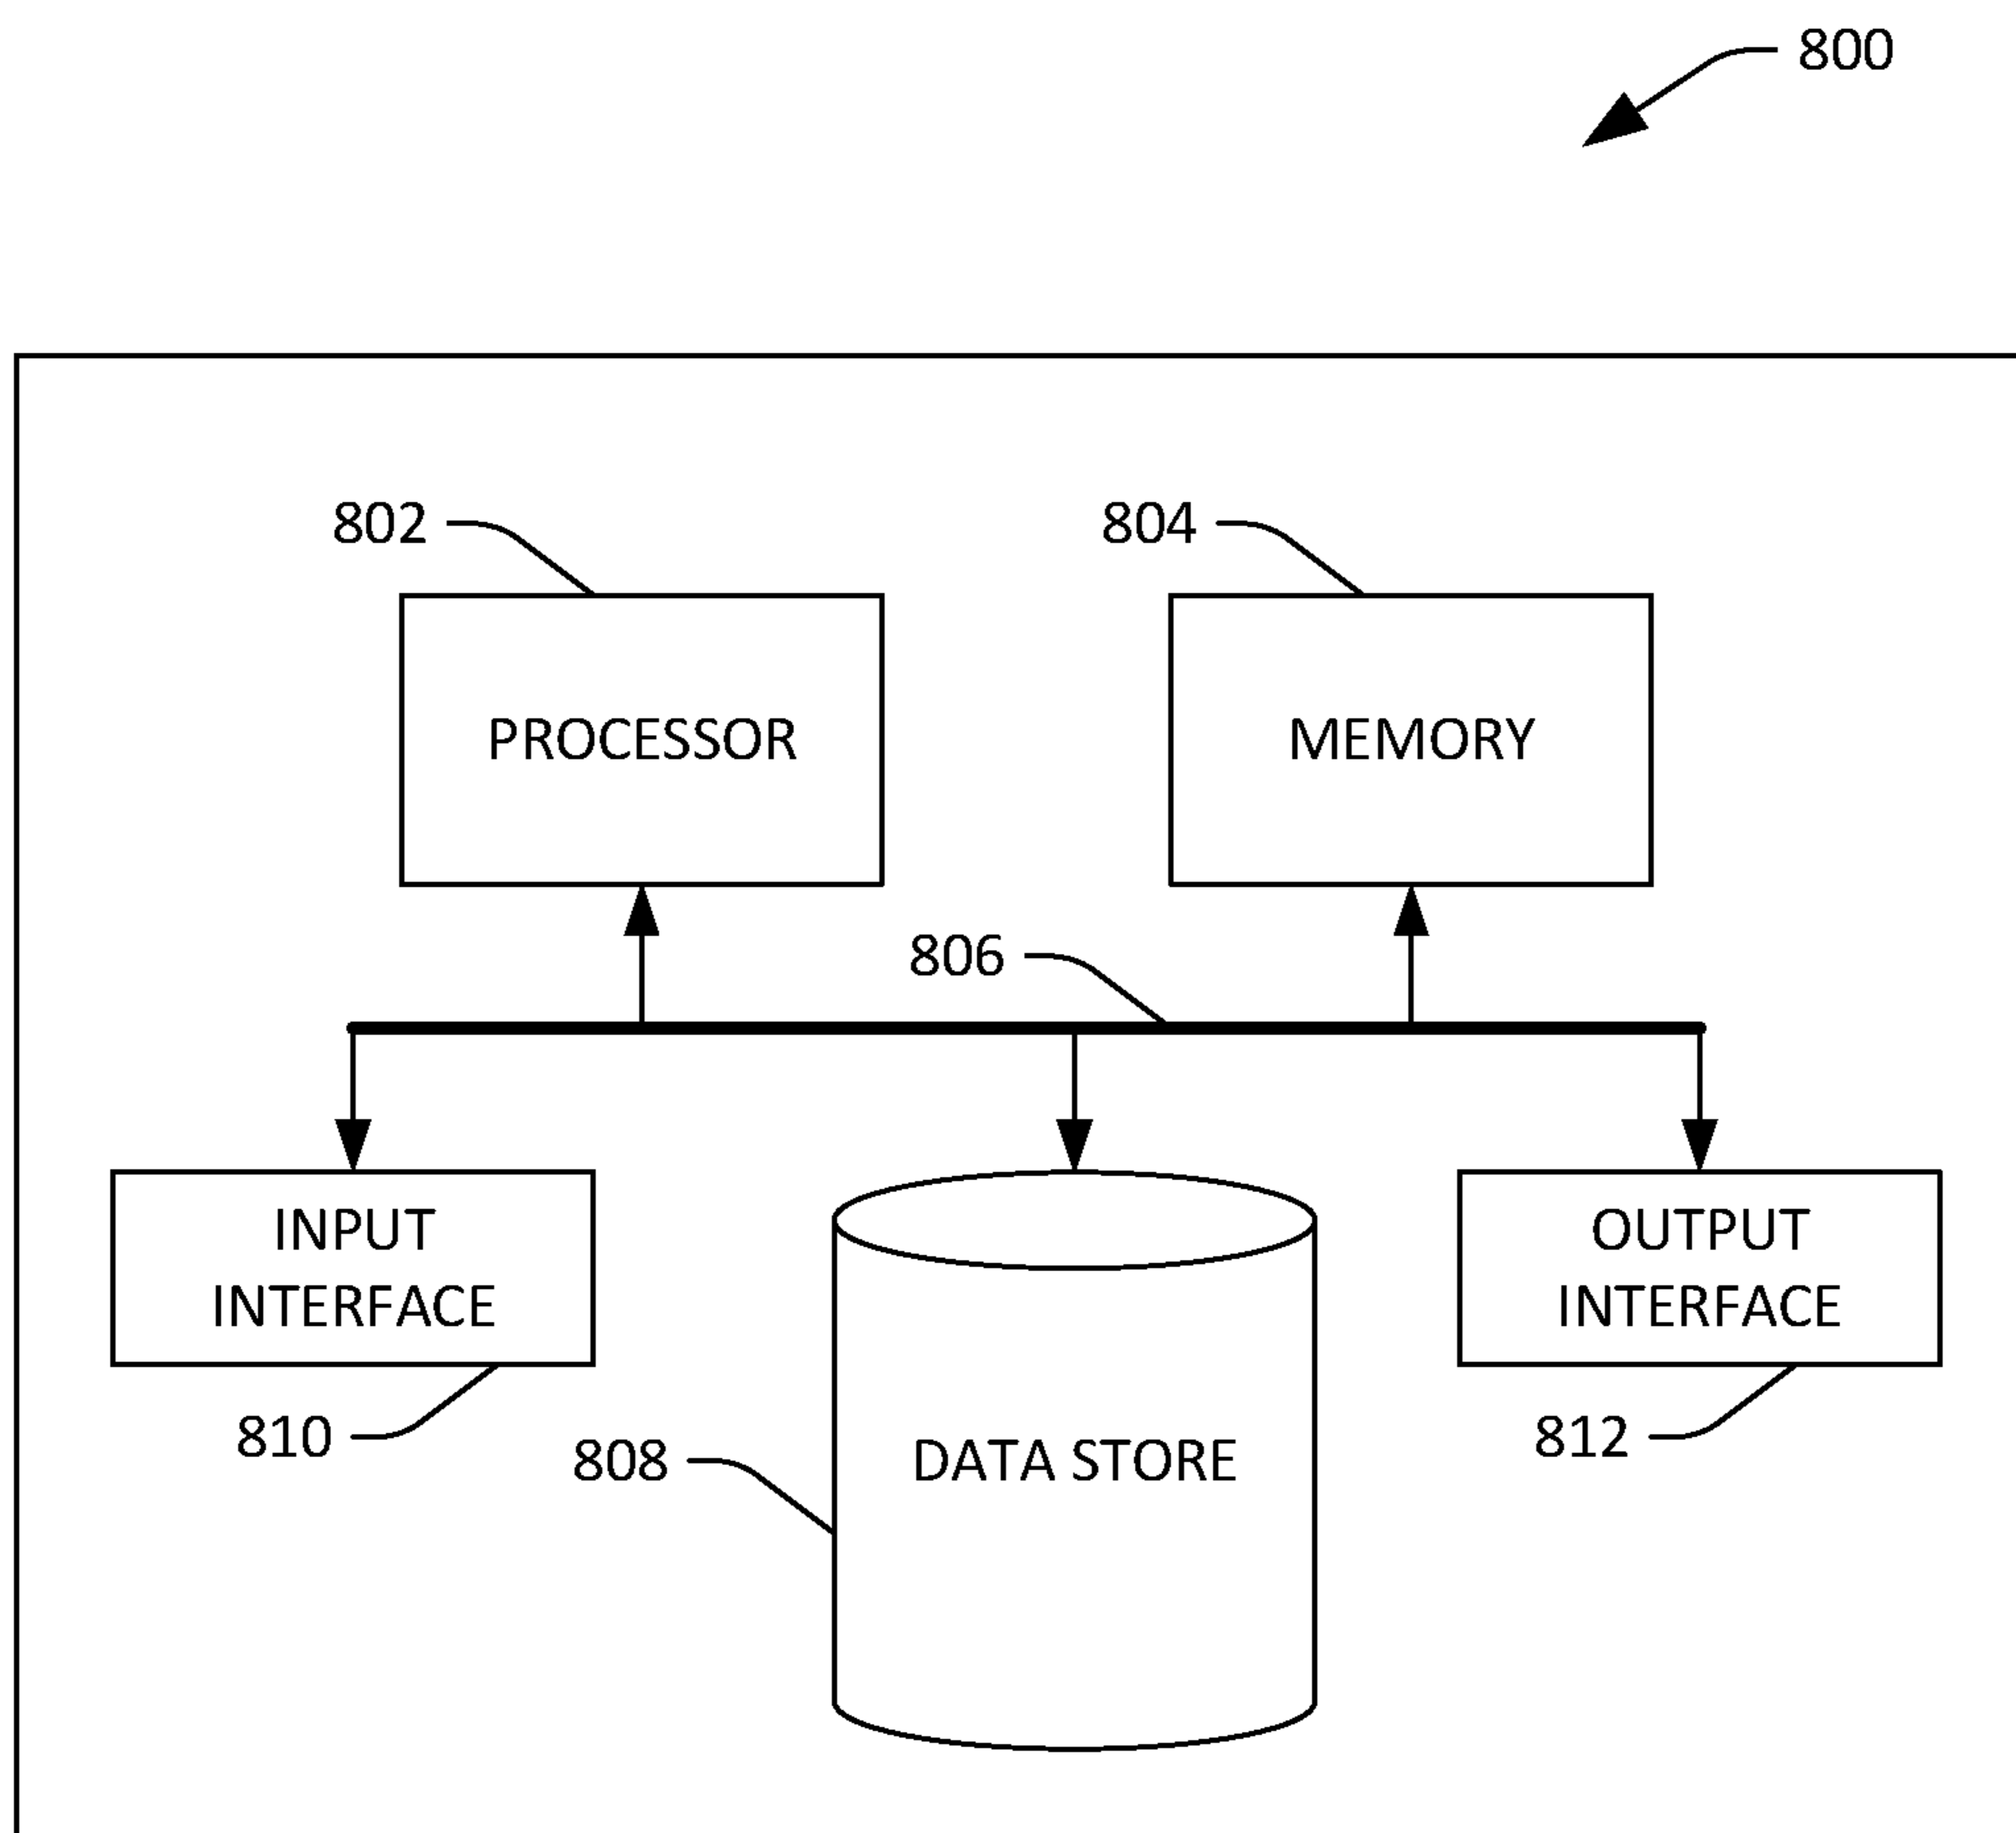 800
802
804
PROCESSOR
MEMORY
806
INPUT
INTERFACE
OUTPUT
INTERFACE
810
808
DATA STORE
812